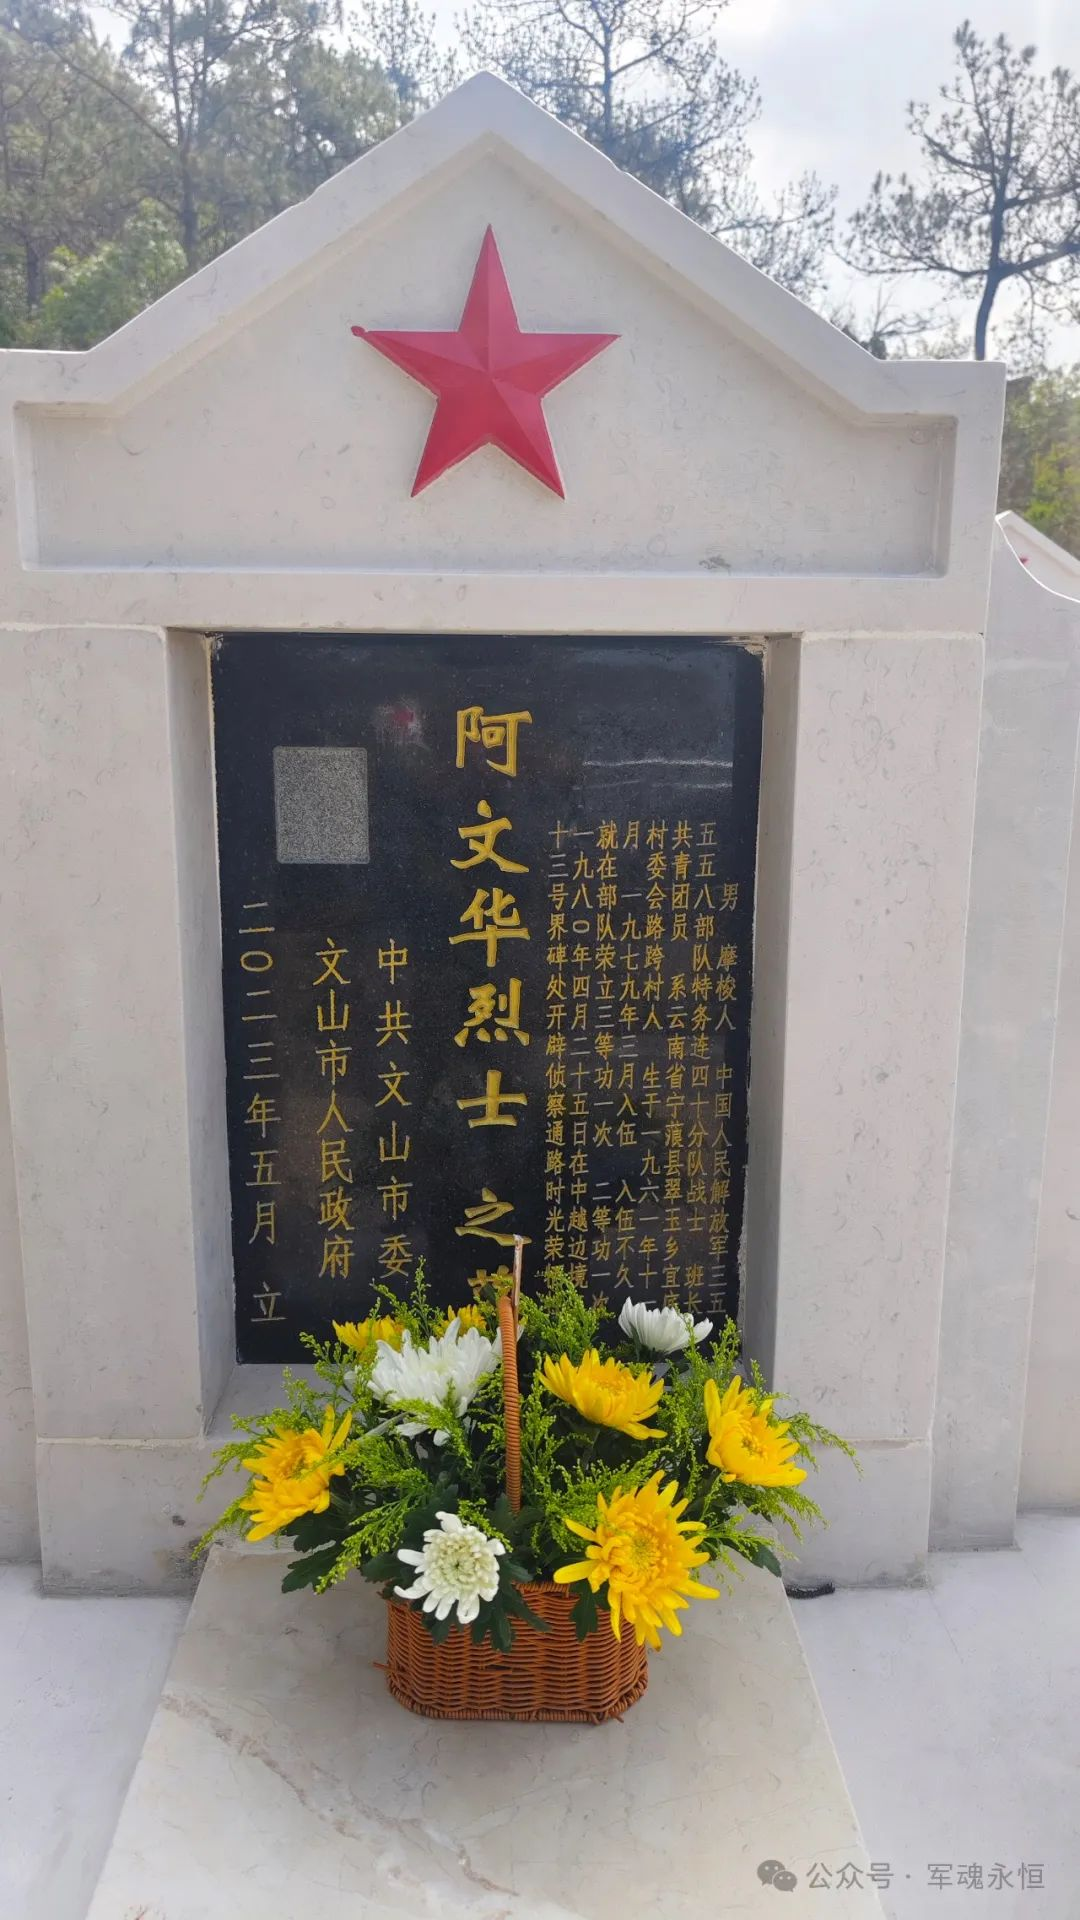 男 摩梭人 中国人民解放军三五
五五八部队特务连四十分队战士 班长
共青团员 系云南省宁蒗县翠玉乡宜底
村委会路跨村人 生于一九六一年十一
月 一九七九年三月入伍 入伍不久
就在部队荣立三等功一次 二等功一次
一九八〇年四月二十五日在中越边境
十三号界碑处开辟侦察通路时光荣牺
阿文华烈士之
中共文山市委
文山市人民政府
二〇二三年五月 立
公众号·军魂永恒